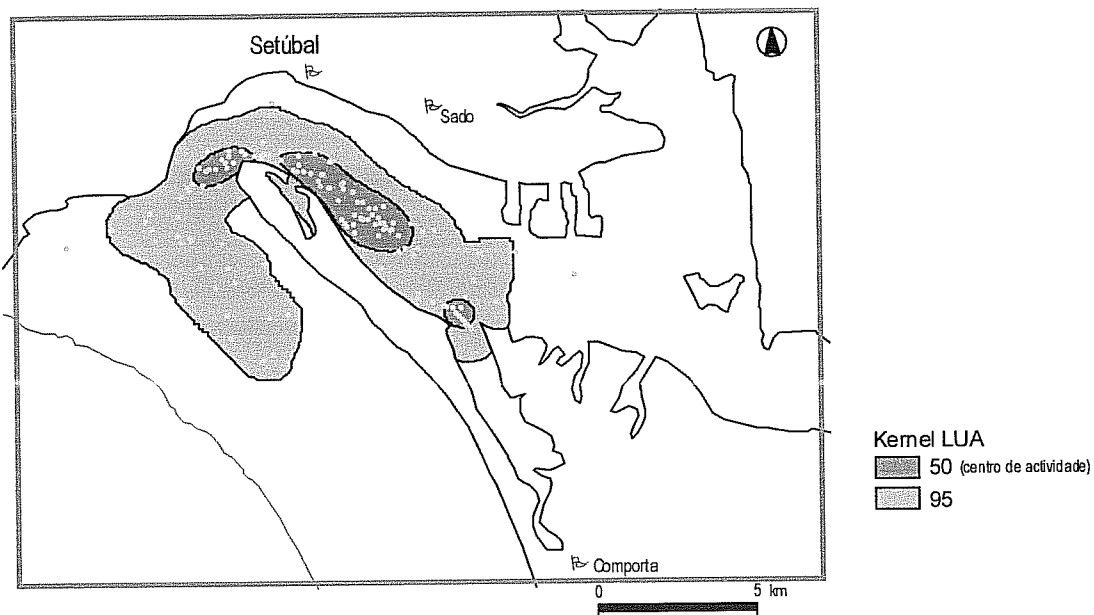 Setúbal
Sado
Kernel LUA
50 (centro de actividade)
95
Comporta
0 5 km